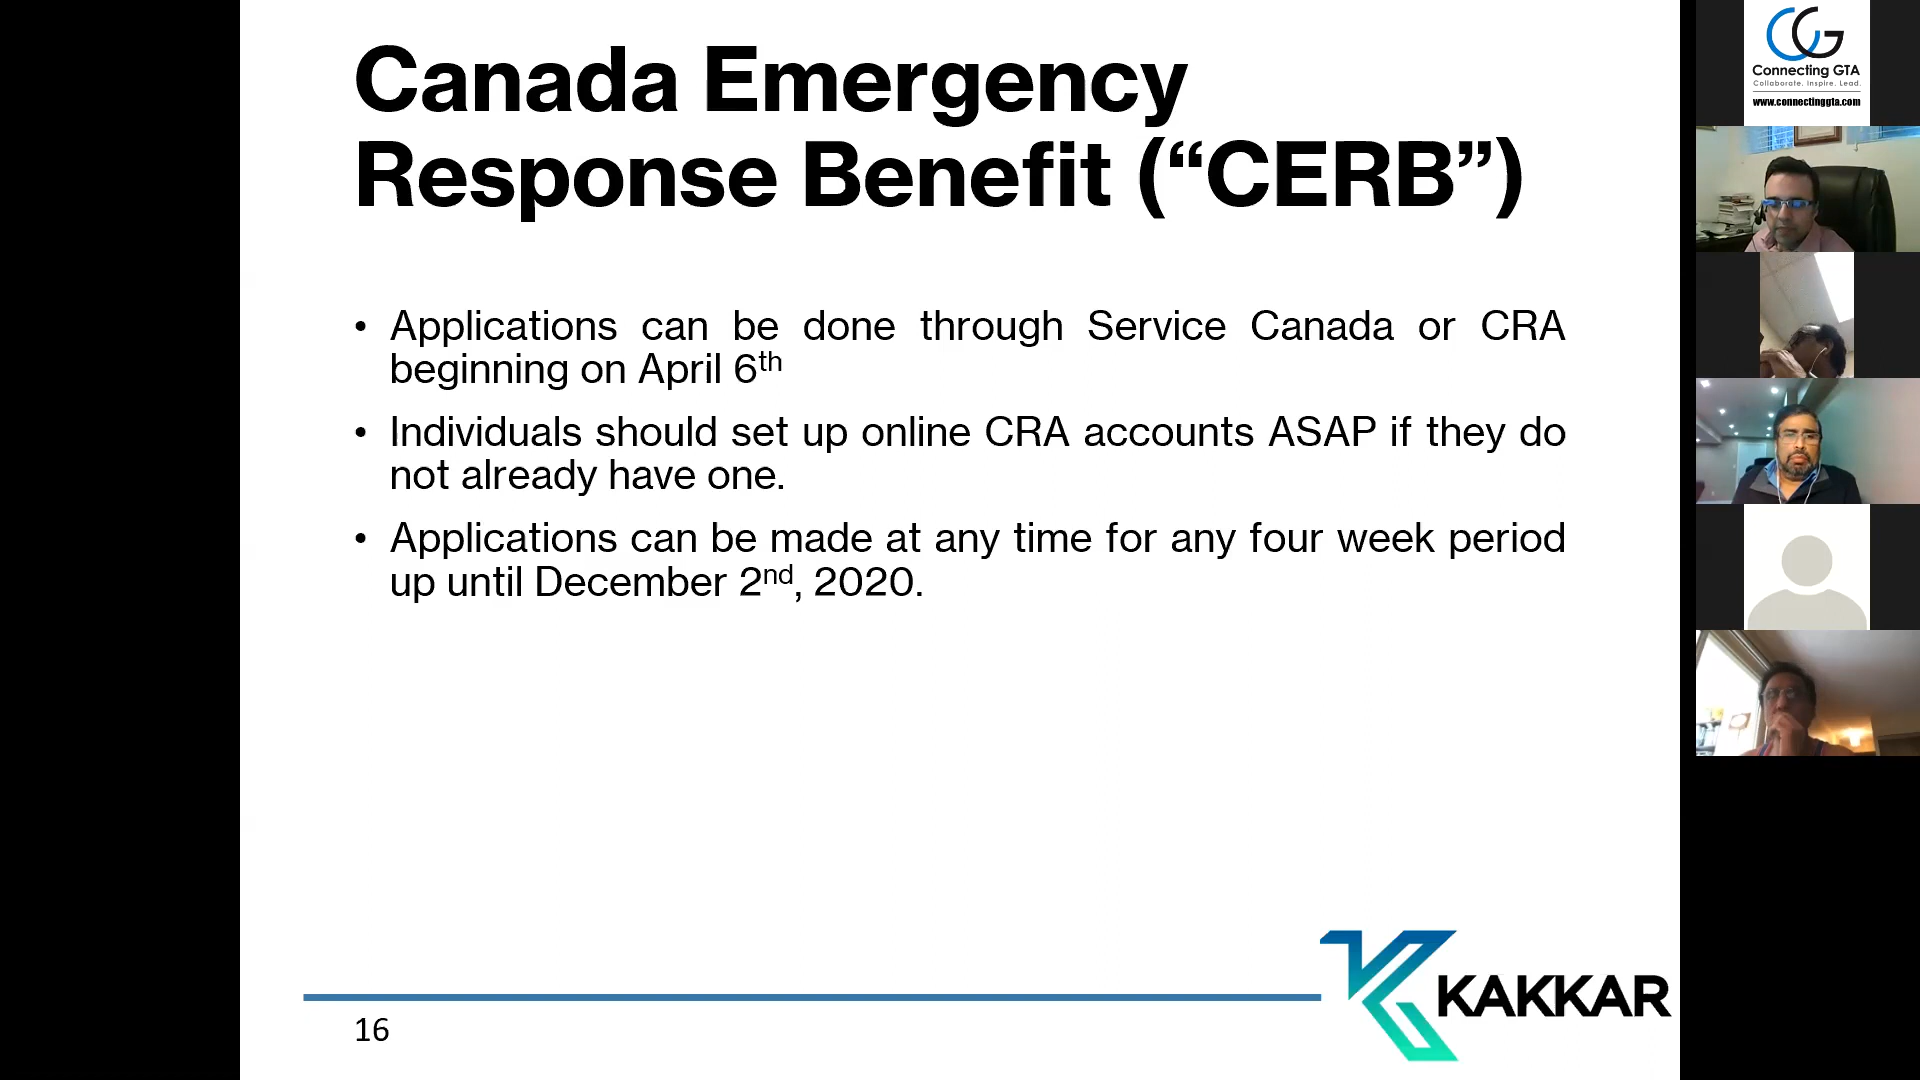 Canada Emergency
Response Benefit (“CERB”)
• Applications can be done through Service Canada or CRA
beginning on April 6th
• Individuals should set up online CRA accounts ASAP if they do
not already have one.
• Applications can be made at any time for any four week period
up until December 2nd, 2020.
16
KAKKAR
CG
Connecting GTA
Collaborate. Inspire. Lead.
www.connectinggta.com